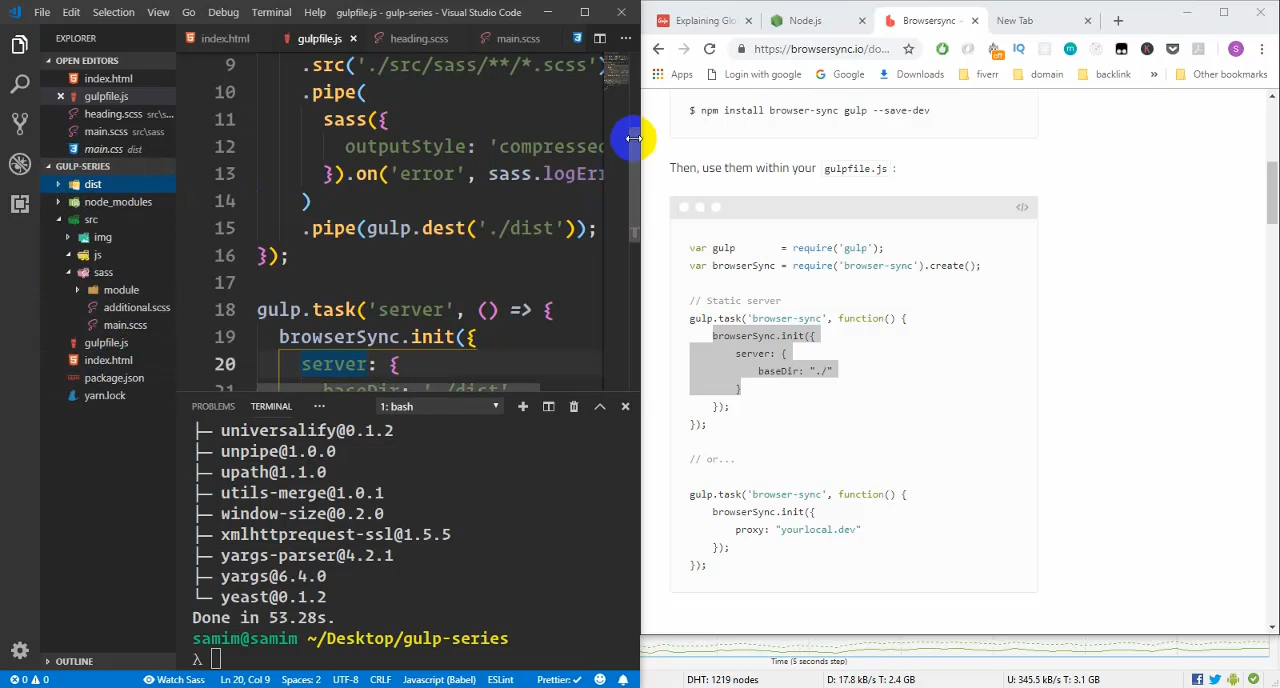 File Edit Selection View Go Debug Terminal Help gulpfile.js - gulp-series - Visual Studio Code
EXPLORER
OPEN EDITORS
index.html
gulpfile.js
heading.scss src\s...
main.scss src\sass
main.css dist
GULP-SERIES
dist
node_modules
src
img
js
sass
module
additional.scss
main.scss
gulpfile.js
index.html
package.json
yarn.lock
OUTLINE
index.html gulpfile.js heading.scss main.scss
9 .src('./src/sass/**/*.scss')
10 .pipe(
11 sass({
12 outputStyle: 'compressed
13 }).on('error', sass.logErr
14 )
15 .pipe(gulp.dest('./dist'));
16 });
17
18 gulp.task('server', () => {
19 browserSync.init({
20 server: {
21 baseDir: './dist'
PROBLEMS TERMINAL ... 1: bash
├─ universalify@0.1.2
├─ unpipe@1.0.0
├─ upath@1.1.0
├─ utils-merge@1.0.1
├─ window-size@0.2.0
├─ xmlhttprequest-ssl@1.5.5
├─ yargs-parser@4.2.1
├─ yargs@6.4.0
└─ yeast@0.1.2
Done in 53.28s.
samim@samim ~/Desktop/gulp-series
λ
0 0 Watch Sass Ln 20, Col 9 Spaces: 2 UTF-8 CRLF Javascript (Babel) ESLint Prettier: ✓
Explaining Glo Node.js Browsersync - New Tab
https://browsersync.io/do...
IQ m K S
Apps Login with google Google Downloads fiverr domain backlink » Other bookmarks
$ npm install browser-sync gulp --save-dev
Then, use them within your gulpfile.js :
</>
var gulp = require('gulp');
var browserSync = require('browser-sync').create();
// Static server
gulp.task('browser-sync', function() {
browserSync.init({
server: {
baseDir: "./"
}
});
});
// or...
gulp.task('browser-sync', function() {
browserSync.init({
proxy: "yourlocal.dev"
});
});
Time (5 seconds step)
DHT: 1219 nodes D: 17.8 kB/s T: 2.4 GB U: 345.5 kB/s T: 3.1 GB